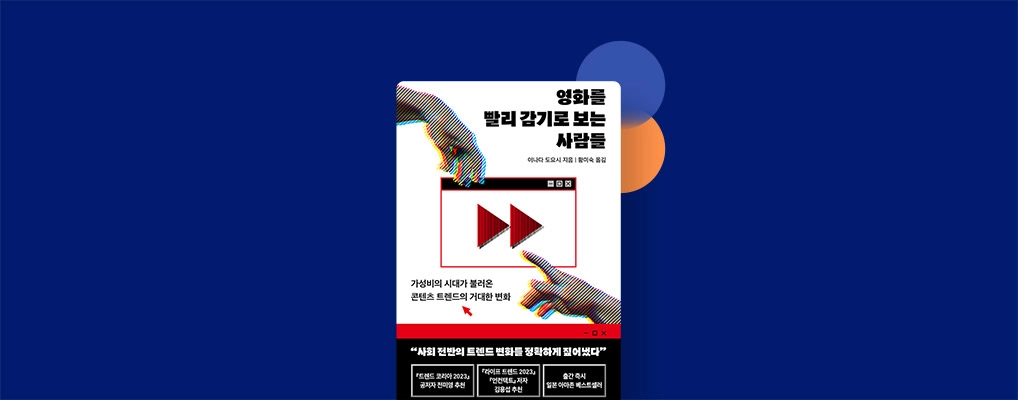 영화를
빨리 감기로 보는
사람들
이나다 도요시 지음 | 황미숙 옮김
가성비의 시대가 불러온
콘텐츠 트렌드의 거대한 변화
“사회 전반의 트렌드 변화를 정확하게 짚어냈다”
『트렌드 코리아 2023』
공저자 전미영 추천
『라이프 트렌드 2023』
『언컨택트』 저자
김용섭 추천
출간 즉시
일본 아마존 베스트셀러